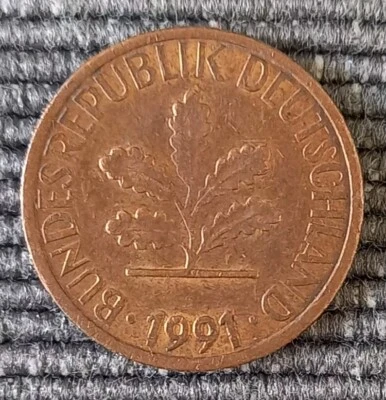 BUNDESREPUBLIK DEUTSCHLAND
· 1991 ·